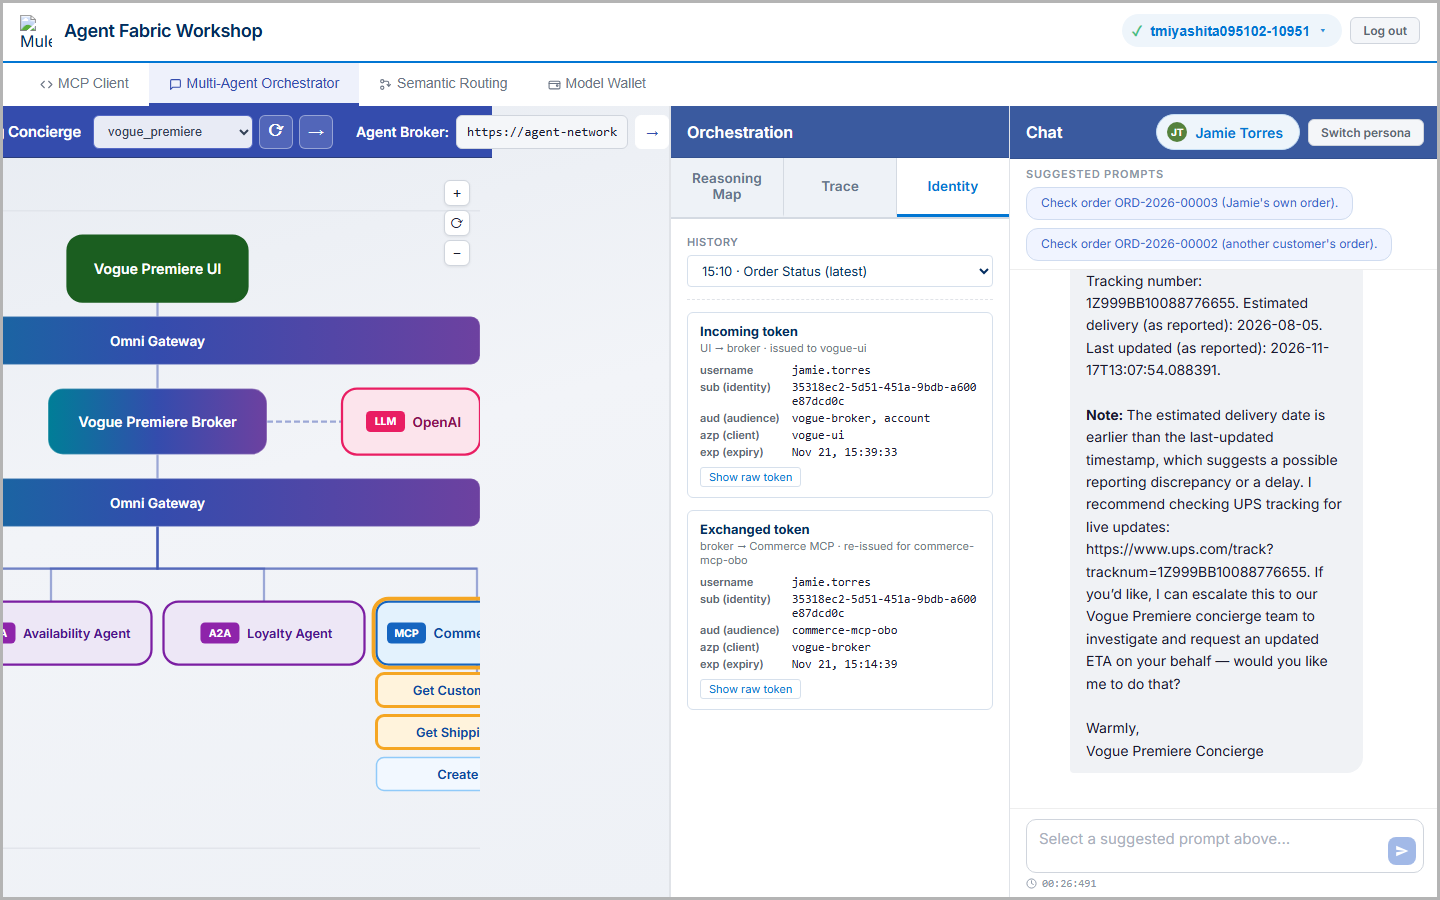 Mule
Agent Fabric Workshop
tmiyashita095102-10951
Log out
MCP Client
Multi-Agent Orchestrator
Semantic Routing
Model Wallet
Concierge
vogue_premiere
Agent Broker:
https://agent-network
Vogue Premiere UI
Omni Gateway
Vogue Premiere Broker
LLM OpenAI
Omni Gateway
Availability Agent
A2A Loyalty Agent
MCP Comme
Get Custom
Get Shippi
Create
Orchestration
Reasoning
Map
Trace
Identity
HISTORY
15:10 · Order Status (latest)
Incoming token
UI → broker · issued to vogue-ui
username jamie.torres
sub (identity) 35318ec2-5d51-451a-9bdb-a600
e87dcd0c
aud (audience) vogue-broker, account
azp (client) vogue-ui
exp (expiry) Nov 21, 15:39:33
Show raw token
Exchanged token
broker → Commerce MCP · re-issued for commerce-
mcp-obo
username jamie.torres
sub (identity) 35318ec2-5d51-451a-9bdb-a600
e87dcd0c
aud (audience) commerce-mcp-obo
azp (client) vogue-broker
exp (expiry) Nov 21, 15:14:39
Show raw token
Chat
JT Jamie Torres
Switch persona
SUGGESTED PROMPTS
Check order ORD-2026-00003 (Jamie's own order).
Check order ORD-2026-00002 (another customer's order).
Tracking number:
1Z999BB10088776655. Estimated
delivery (as reported): 2026-08-05.
Last updated (as reported): 2026-11-
17T13:07:54.088391.
Note: The estimated delivery date is
earlier than the last-updated
timestamp, which suggests a possible
reporting discrepancy or a delay. I
recommend checking UPS tracking for
live updates:
https://www.ups.com/track?
tracknum=1Z999BB10088776655. If
you'd like, I can escalate this to our
Vogue Premiere concierge team to
investigate and request an updated
ETA on your behalf — would you like
me to do that?
Warmly,
Vogue Premiere Concierge
Select a suggested prompt above...
00:26:491